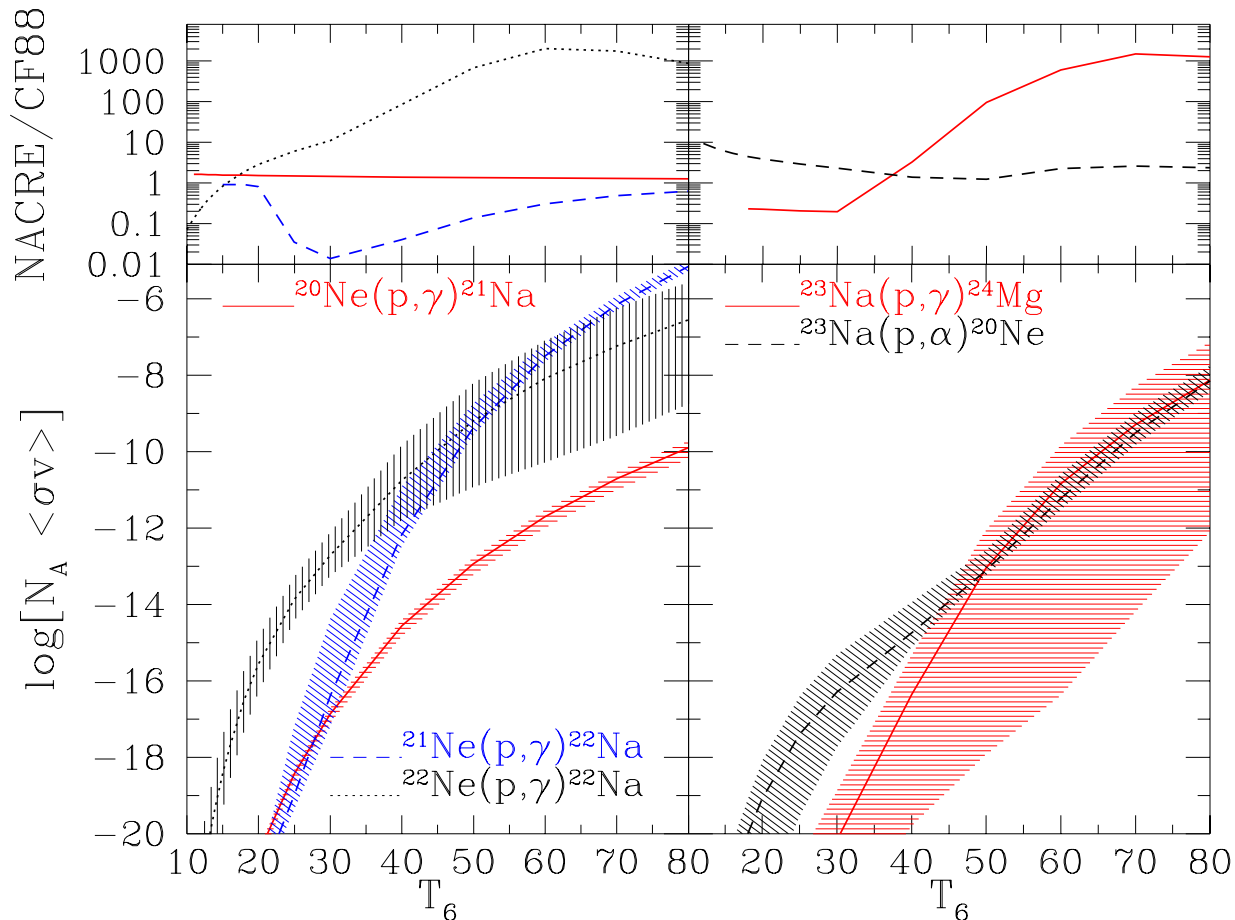 NACRE/CF88
1000
100
10
1
0.1
0.01
log[N_A <σv>]
−6
−8
−10
−12
−14
−16
−18
−20
²⁰Ne(p,γ)²¹Na
²¹Ne(p,γ)²²Na
²²Ne(p,γ)²²Na
²³Na(p,γ)²⁴Mg
²³Na(p,α)²⁰Ne
10 20 30 40 50 60 70 80
20 30 40 50 60 70 80
T₆
T₆